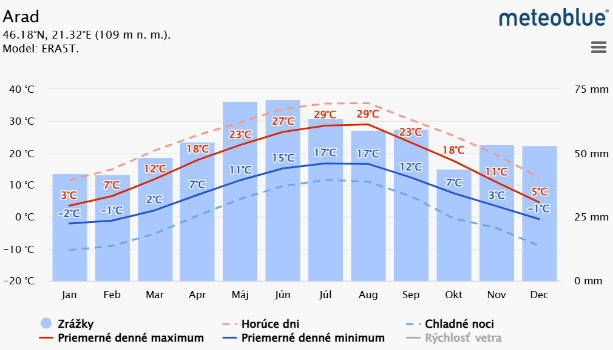 Arad
meteoblue®
46.18°N, 21.32°E (109 m n. m.).
Model: ERA5T.
40 °C
75 mm
30 °C
29°C
29°C
27°C
23°C
23°C
20 °C
50 mm
18°C
18°C
17°C
17°C
15°C
12°C
12°C
11°C
11°C
10 °C
7°C
7°C
7°C
5°C
3°C
3°C
2°C
0 °C
25 mm
−2°C
−1°C
−1°C
−10 °C
−20 °C
0 mm
Jan Feb Mar Apr Máj Jún Júl Aug Sep Okt Nov Dec
Zrážky Horúce dni Chladné noci
Priemerné denné maximum Priemerné denné minimum Rýchlosť vetra